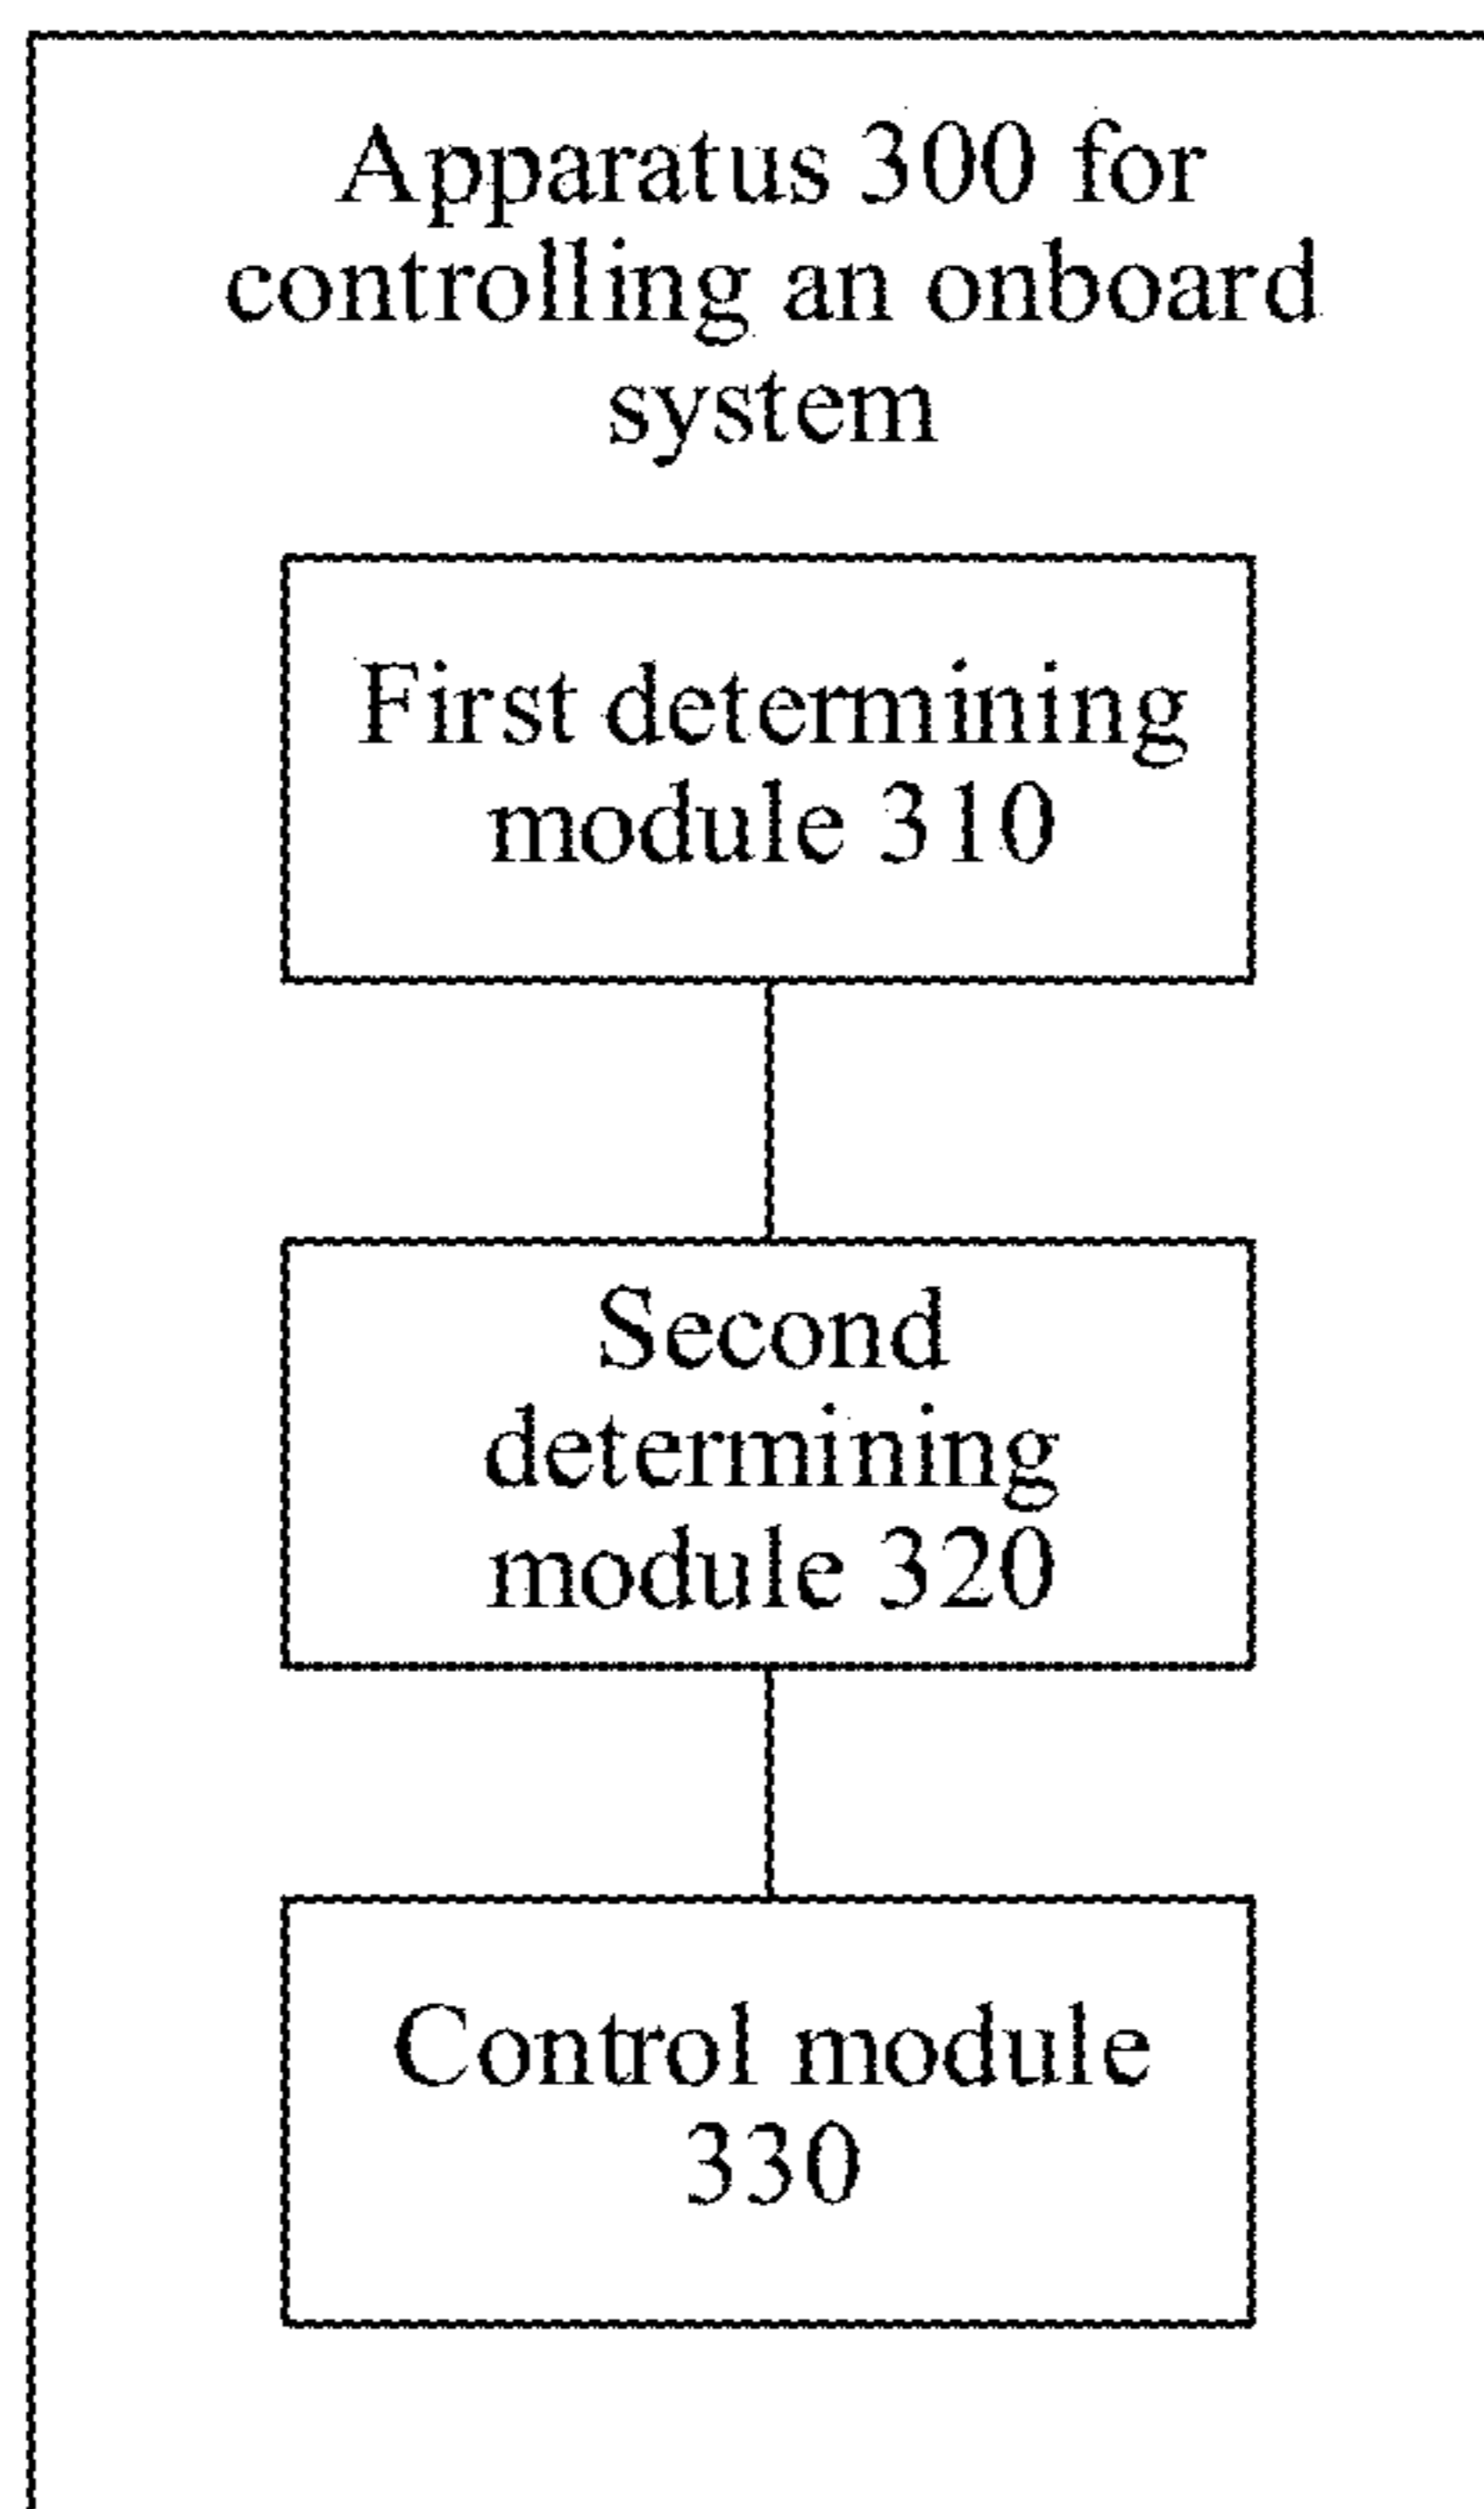 Apparatus 300 for
controlling an onboard
system
First determining
module 310
Second
determining
module 320
Control module
330